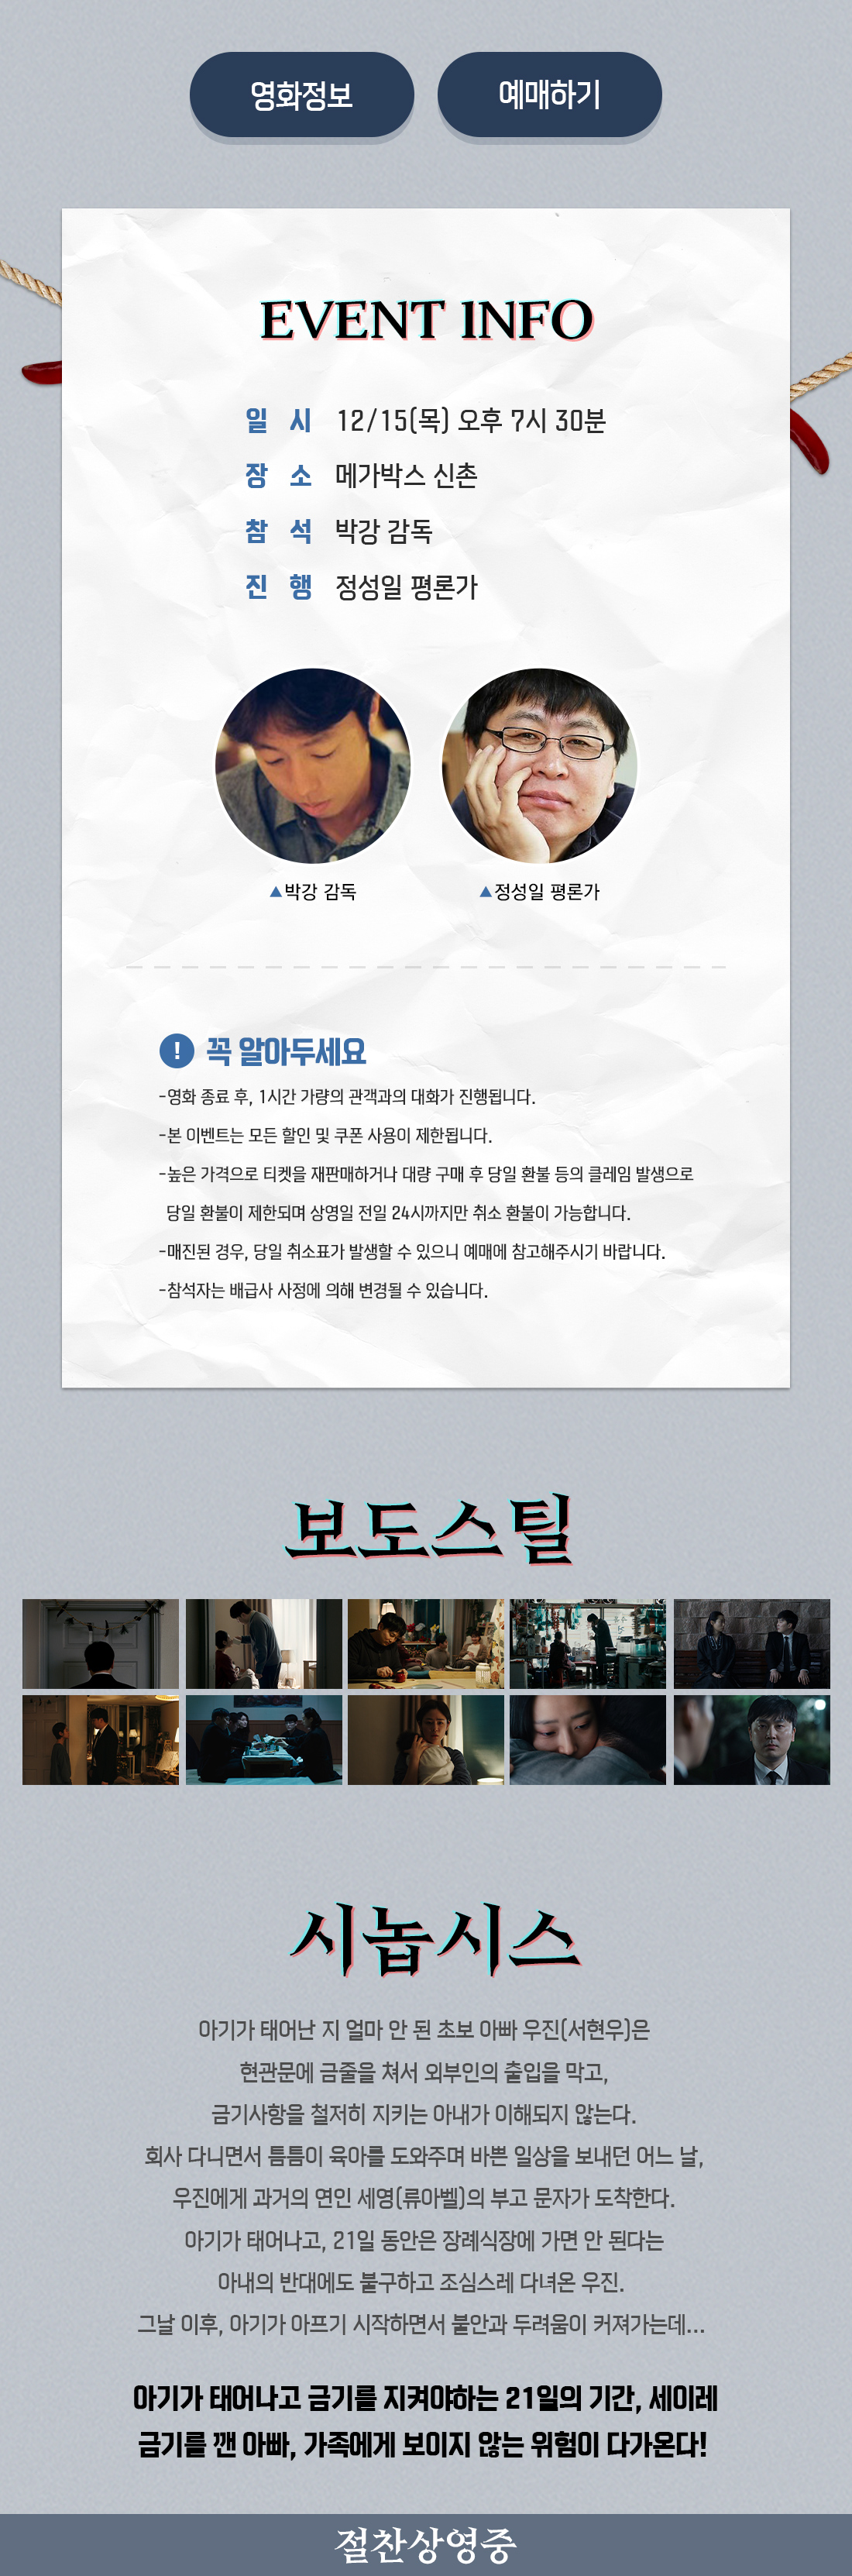 영화정보
예매하기
EVENT INFO
일 시 12/15(목) 오후 7시 30분
장 소 메가박스 신촌
참 석 박강 감독
진 행 정성일 평론가
▲박강 감독
▲정성일 평론가
! 꼭 알아두세요
-영화 종료 후, 1시간 가량의 관객과의 대화가 진행됩니다.
-본 이벤트는 모든 할인 및 쿠폰 사용이 제한됩니다.
-높은 가격으로 티켓을 재판매하거나 대량 구매 후 당일 환불 등의 클레임 발생으로
당일 환불이 제한되며 상영일 전일 24시까지만 취소 환불이 가능합니다.
-매진된 경우, 당일 취소표가 발생할 수 있으니 예매에 참고해주시기 바랍니다.
-참석자는 배급사 사정에 의해 변경될 수 있습니다.
보도스틸
시놉시스
아기가 태어난 지 얼마 안 된 초보 아빠 우진(서현우)은
현관문에 금줄을 쳐서 외부인의 출입을 막고,
금기사항을 철저히 지키는 아내가 이해되지 않는다.
회사 다니면서 틈틈이 육아를 도와주며 바쁜 일상을 보내던 어느 날,
우진에게 과거의 연인 세영(류아벨)의 부고 문자가 도착한다.
아기가 태어나고, 21일 동안은 장례식장에 가면 안 된다는
아내의 반대에도 불구하고 조심스레 다녀온 우진.
그날 이후, 아기가 아프기 시작하면서 불안과 두려움이 커져가는데...
아기가 태어나고 금기를 지켜야하는 21일의 기간, 세이레
금기를 깬 아빠, 가족에게 보이지 않는 위험이 다가온다!
절찬상영중